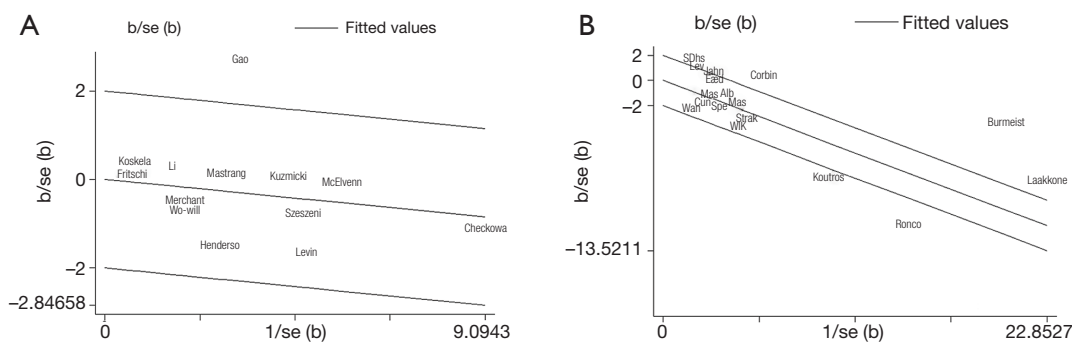 A
b/se (b)
Fitted values
Gao
2
Koskela
Li
Fritschi
Mastrang
Kuzmicki
McElvenn
0
Merchant
Wo-will
Szeszeni
Checkowa
Henderso
Levin
−2
−2.84658
b/se (b)
0
1/se (b)
9.0943
B
b/se (b)
Fitted values
2
SDhs
Lev
Jahn
Corbin
0
Mas
Alb
Cun
Mas
−2
Wan
Spe
Strak
WIK
Burmeist
Koutros
Laakkone
Ronco
−13.5211
b/se (b)
0
1/se (b)
22.8527